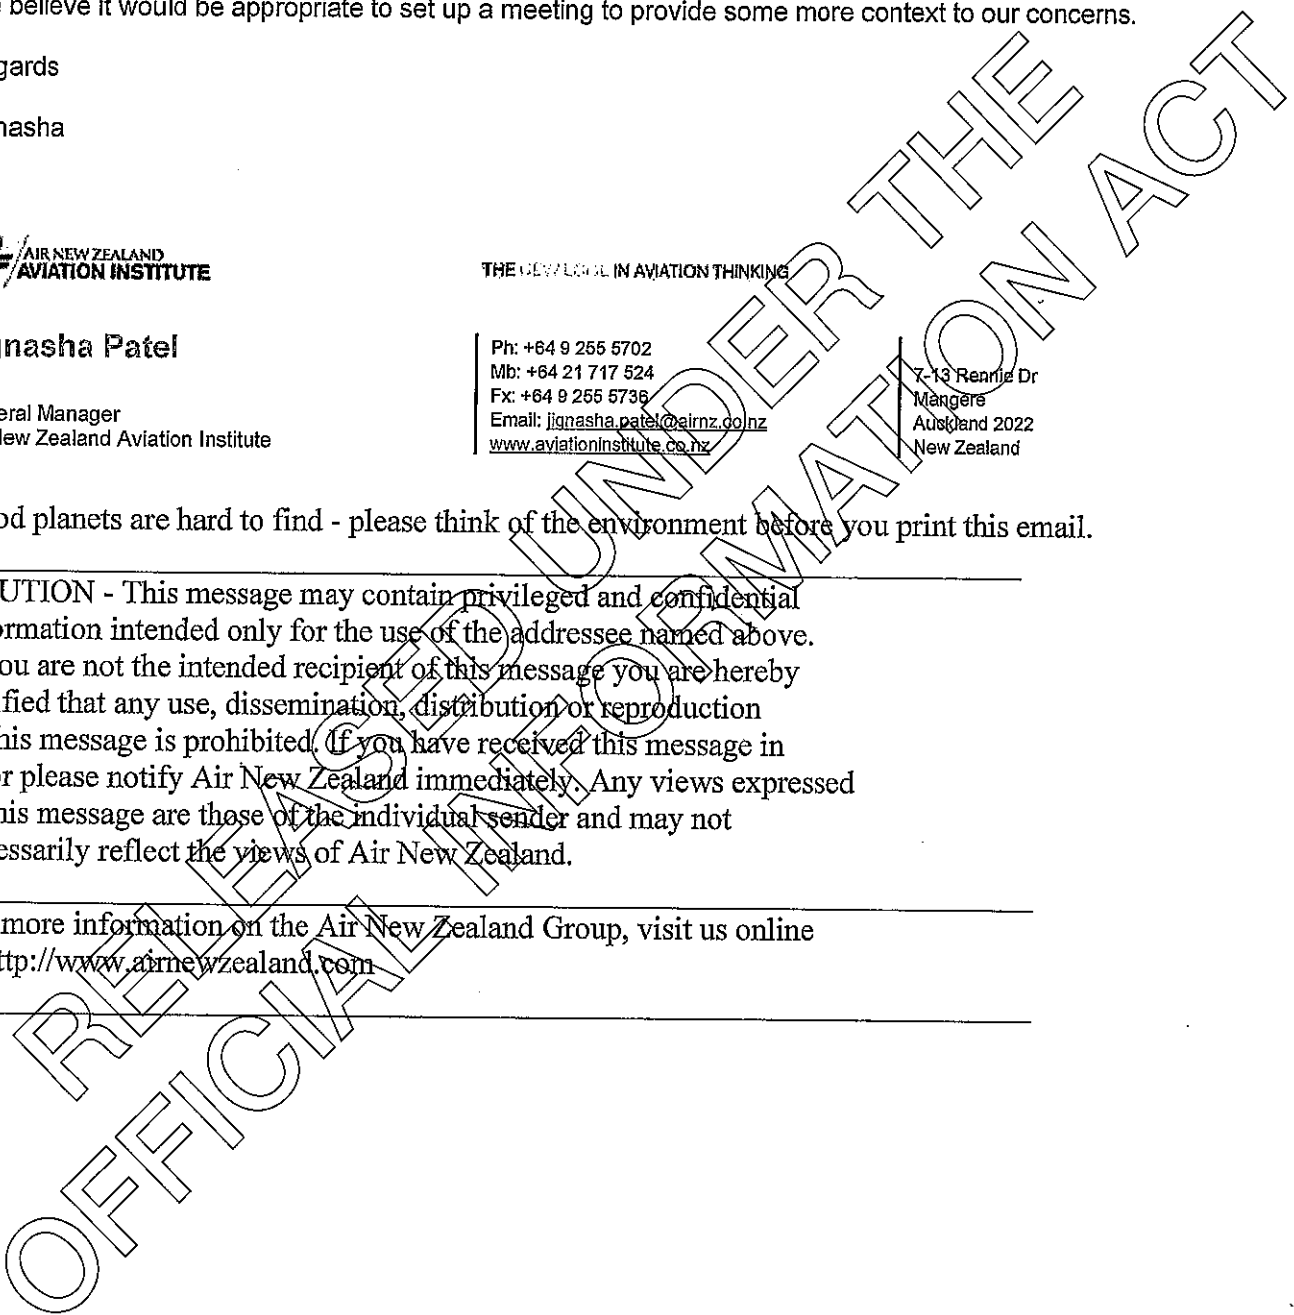 believe it would be appropriate to set up a meeting to provide some more context to our concerns.
gards
nasha
AIR NEW ZEALAND
AVIATION INSTITUTE
THE IN AVIATION THINKING
nasha Patel
Ph: +64 9 255 5702
Mb: +64 21 717 524
Fx: +64 9 255 5736
Email: jignasha.patel@airnz.co.nz
www.aviationinstitute.co.nz
7-13 Rennie Dr
Mangere
Auckland 2022
New Zealand
eral Manager
New Zealand Aviation Institute
od planets are hard to find - please think of the environment before you print this email.
UTION - This message may contain privileged and confidential
ormation intended only for the use of the addressee named above.
ou are not the intended recipient of this message you are hereby
ified that any use, dissemination, distribution or reproduction
his message is prohibited. If you have received this message in
r please notify Air New Zealand immediately. Any views expressed
his message are those of the individual sender and may not
essarily reflect the views of Air New Zealand.
more information on the Air New Zealand Group, visit us online
ttp://www.airnewzealand.com
RELEASED UNDER THE
OFFICIAL INFORMATION ACT